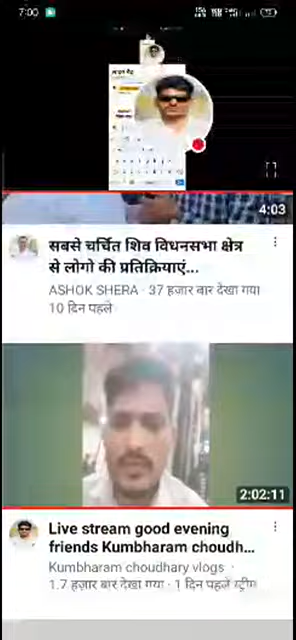 7:00
4:03
सबसे चर्चित शिव विधनसभा क्षेत्र
से लोगो की प्रतिक्रियाएं...
ASHOK SHERA · 37 हज़ार बार देखा गया
10 दिन पहले
2:02:11
Live stream good evening
friends Kumbharam choudh...
Kumbharam choudhary vlogs ·
1.7 हज़ार बार देखा गया · 1 दिन पहले स्ट्रीम